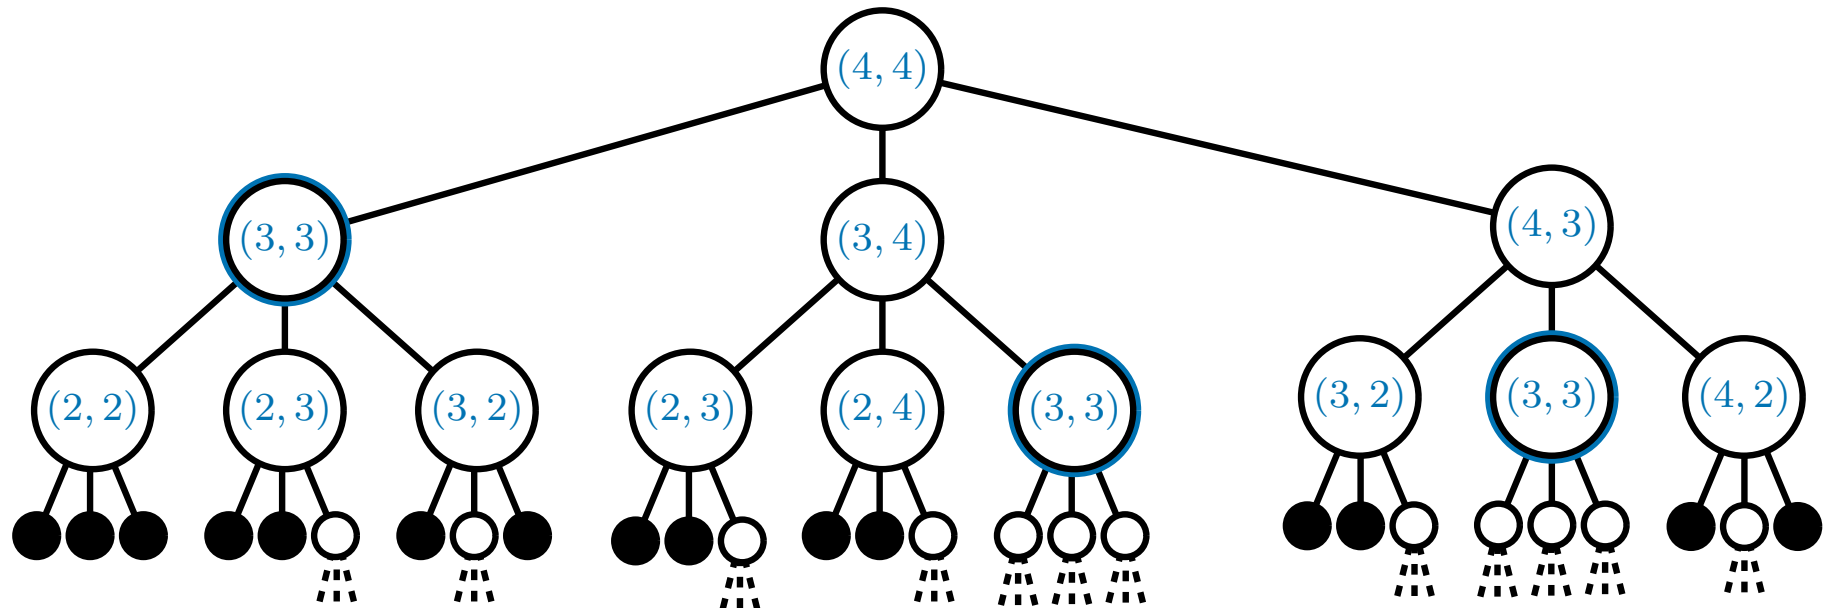 (4, 4)
(3, 3) (3, 4) (4, 3)
(2, 2) (2, 3) (3, 2) (2, 3) (2, 4) (3, 3) (3, 2) (3, 3) (4, 2)